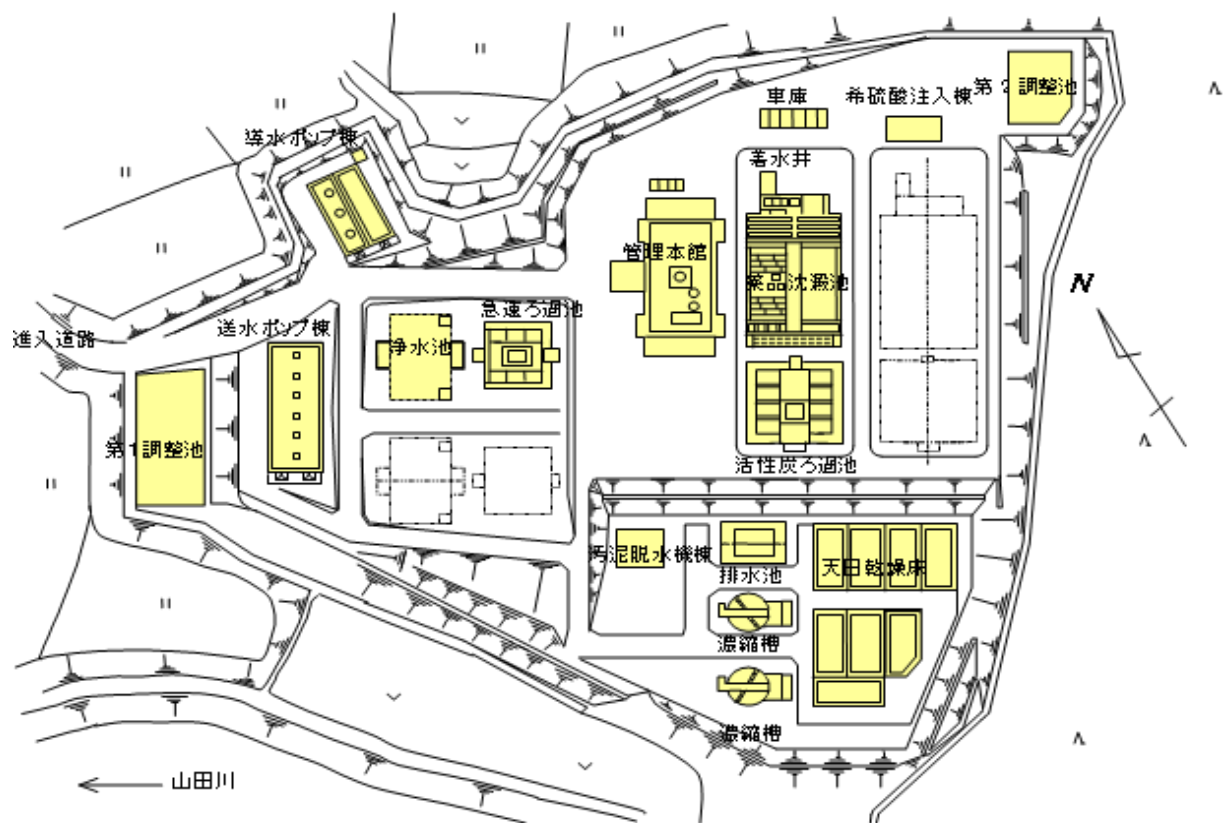 車庫
希硫酸注入棟
第2調整池
導水ポンプ棟
着水井
管理本館
薬品沈澱池
N
急速ろ過池
送水ポンプ棟
進入道路
浄水池
第1調整池
活性炭ろ過池
汚泥脱水機棟
排水池
天日乾燥床
濃縮槽
濃縮槽
山田川